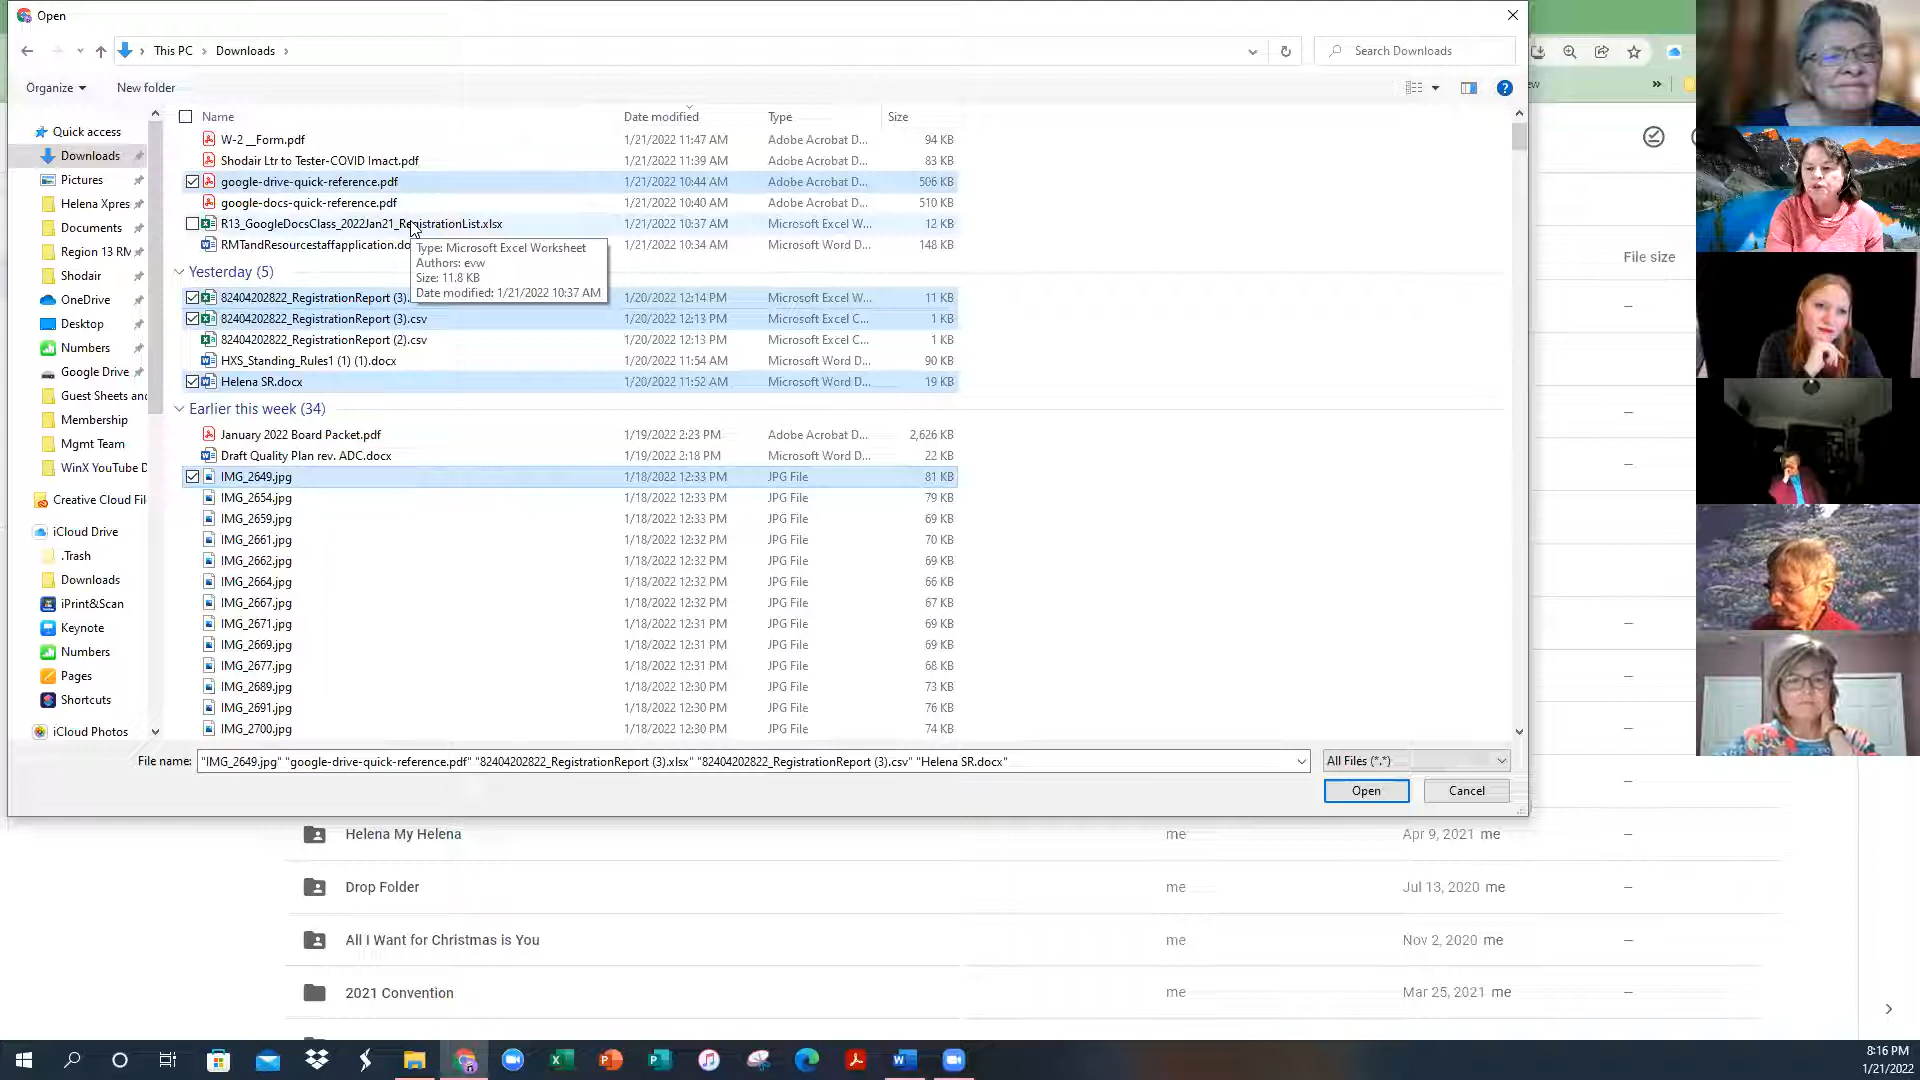 Open
This PC > Downloads >
Search Downloads
Organize
New folder
Name Date modified Type Size
W-2 __Form.pdf 1/21/2022 11:47 AM Adobe Acrobat D... 94 KB
Shodair Ltr to Tester-COVID Imact.pdf 1/21/2022 11:39 AM Adobe Acrobat D... 83 KB
google-drive-quick-reference.pdf 1/21/2022 10:44 AM Adobe Acrobat D... 506 KB
google-docs-quick-reference.pdf 1/21/2022 10:40 AM Adobe Acrobat D... 510 KB
R13_GoogleDocsClass_2022Jan21_RegistrationList.xlsx 1/21/2022 10:37 AM Microsoft Excel W... 12 KB
RMTandResourcestaffapplication.do 1/21/2022 10:34 AM Microsoft Word D... 148 KB
Type: Microsoft Excel Worksheet
Authors: evw
Size: 11.8 KB
Date modified: 1/21/2022 10:37 AM
Yesterday (5)
82404202822_RegistrationReport (3). 1/20/2022 12:14 PM Microsoft Excel W... 11 KB
82404202822_RegistrationReport (3).csv 1/20/2022 12:13 PM Microsoft Excel C... 1 KB
82404202822_RegistrationReport (2).csv 1/20/2022 12:13 PM Microsoft Excel C... 1 KB
HXS_Standing_Rules1 (1) (1).docx 1/20/2022 11:54 AM Microsoft Word D... 90 KB
Helena SR.docx 1/20/2022 11:52 AM Microsoft Word D... 19 KB
Earlier this week (34)
January 2022 Board Packet.pdf 1/19/2022 2:23 PM Adobe Acrobat D... 2,626 KB
Draft Quality Plan rev. ADC.docx 1/19/2022 2:18 PM Microsoft Word D... 22 KB
IMG_2649.jpg 1/18/2022 12:33 PM JPG File 81 KB
IMG_2654.jpg 1/18/2022 12:33 PM JPG File 79 KB
IMG_2659.jpg 1/18/2022 12:33 PM JPG File 69 KB
IMG_2661.jpg 1/18/2022 12:32 PM JPG File 70 KB
IMG_2662.jpg 1/18/2022 12:32 PM JPG File 69 KB
IMG_2664.jpg 1/18/2022 12:32 PM JPG File 66 KB
IMG_2667.jpg 1/18/2022 12:32 PM JPG File 67 KB
IMG_2671.jpg 1/18/2022 12:31 PM JPG File 69 KB
IMG_2669.jpg 1/18/2022 12:31 PM JPG File 69 KB
IMG_2677.jpg 1/18/2022 12:31 PM JPG File 68 KB
IMG_2689.jpg 1/18/2022 12:30 PM JPG File 73 KB
IMG_2691.jpg 1/18/2022 12:30 PM JPG File 76 KB
IMG_2700.jpg 1/18/2022 12:30 PM JPG File 74 KB
Quick access
Downloads
Pictures
Helena Xpres
Documents
Region 13 RM
Shodair
OneDrive
Desktop
Numbers
Google Drive
Guest Sheets and
Membership
Mgmt Team
WinX YouTube D
Creative Cloud Fil
iCloud Drive
.Trash
Downloads
iPrint&Scan
Keynote
Numbers
Pages
Shortcuts
iCloud Photos
File name: "IMG_2649.jpg" "google-drive-quick-reference.pdf" "82404202822_RegistrationReport (3).xlsx" "82404202822_RegistrationReport (3).csv" "Helena SR.docx"
All Files (*.*)
Open Cancel
File size
Helena My Helena me Apr 9, 2021 me –
Drop Folder me Jul 13, 2020 me –
All I Want for Christmas is You me Nov 2, 2020 me –
2021 Convention me Mar 25, 2021 me –
8:16 PM
1/21/2022